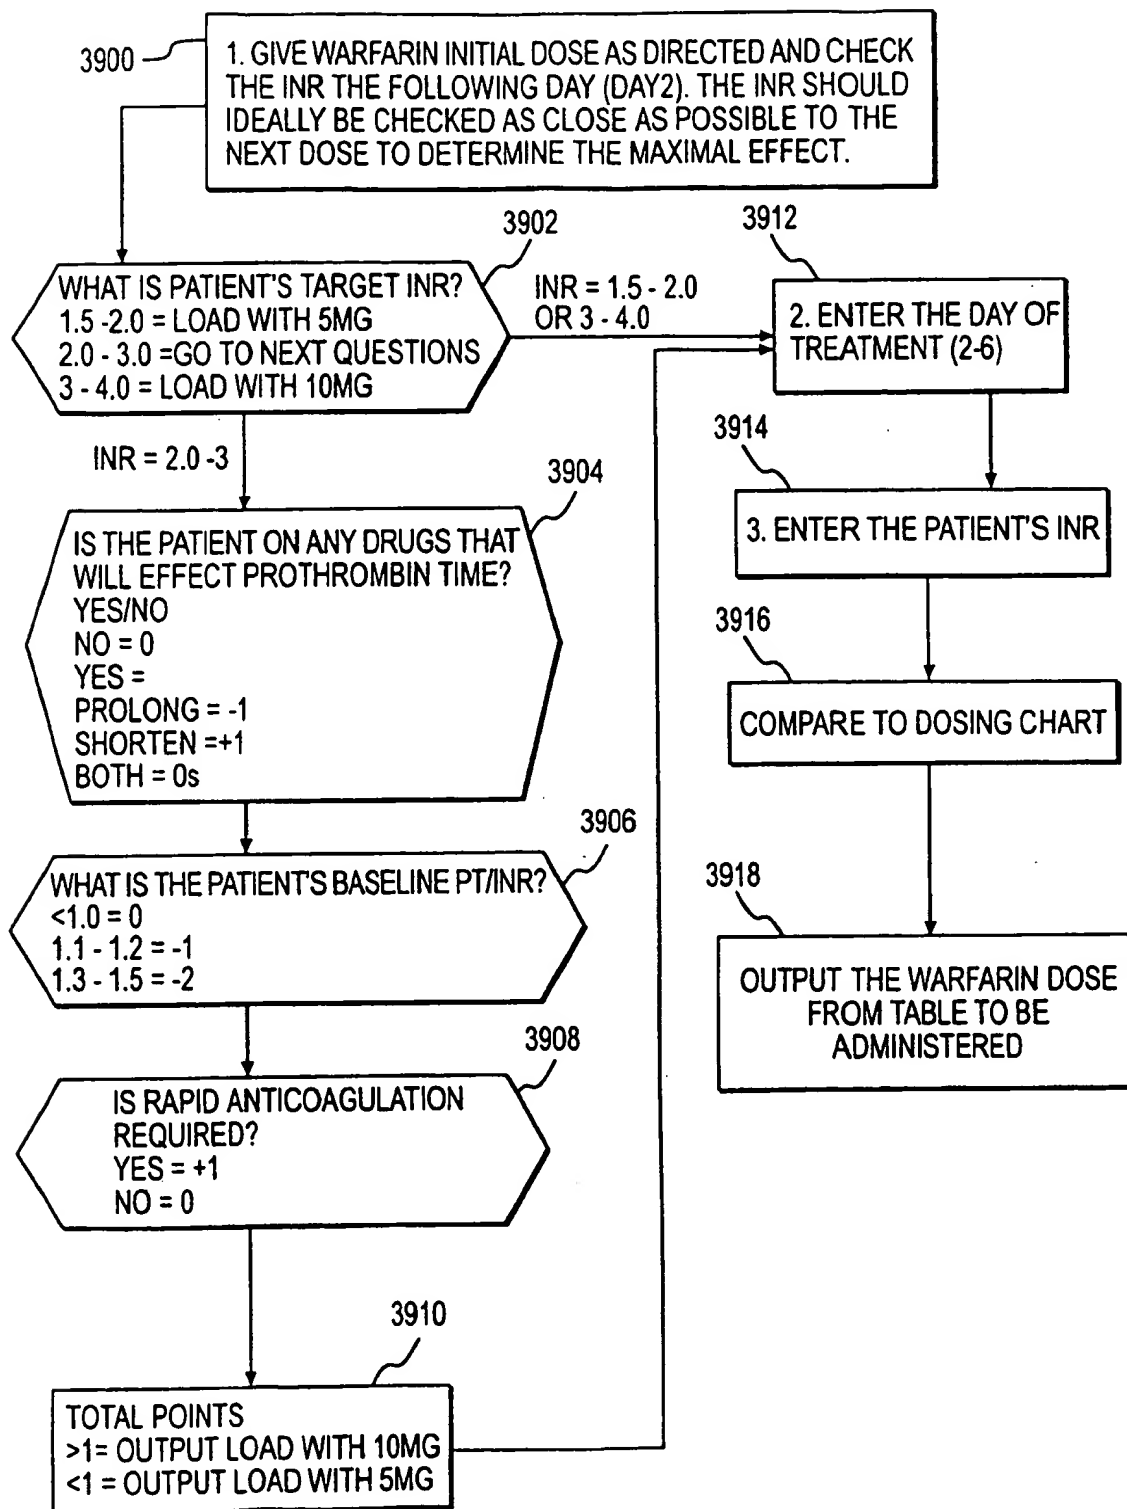 3900
1. GIVE WARFARIN INITIAL DOSE AS DIRECTED AND CHECK
THE INR THE FOLLOWING DAY (DAY2). THE INR SHOULD
IDEALLY BE CHECKED AS CLOSE AS POSSIBLE TO THE
NEXT DOSE TO DETERMINE THE MAXIMAL EFFECT.
3902
WHAT IS PATIENT'S TARGET INR?
1.5 -2.0 = LOAD WITH 5MG
2.0 - 3.0 =GO TO NEXT QUESTIONS
3 - 4.0 = LOAD WITH 10MG
INR = 1.5 - 2.0
OR 3 - 4.0
INR = 2.0 -3
3904
IS THE PATIENT ON ANY DRUGS THAT
WILL EFFECT PROTHROMBIN TIME?
YES/NO
NO = 0
YES =
PROLONG = -1
SHORTEN =+1
BOTH = 0s
3906
WHAT IS THE PATIENT'S BASELINE PT/INR?
<1.0 = 0
1.1 - 1.2 = -1
1.3 - 1.5 = -2
3908
IS RAPID ANTICOAGULATION
REQUIRED?
YES = +1
NO = 0
3910
TOTAL POINTS
>1= OUTPUT LOAD WITH 10MG
<1 = OUTPUT LOAD WITH 5MG
3912
2. ENTER THE DAY OF
TREATMENT (2-6)
3914
3. ENTER THE PATIENT'S INR
3916
COMPARE TO DOSING CHART
3918
OUTPUT THE WARFARIN DOSE
FROM TABLE TO BE
ADMINISTERED